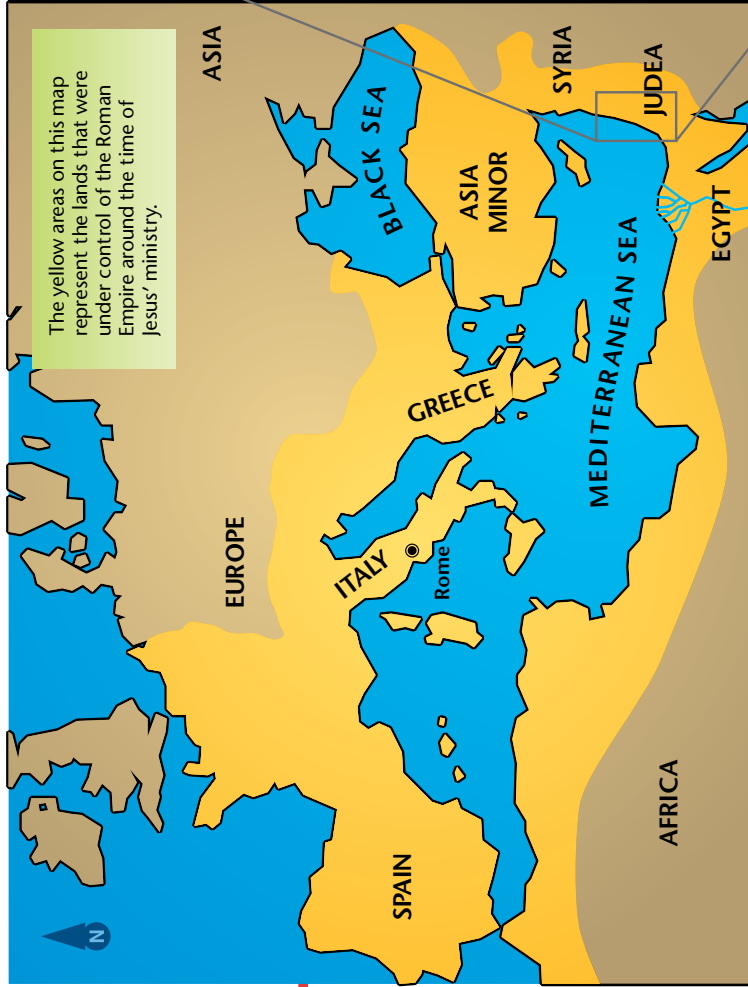 The yellow areas on this map
represent the lands that were
under control of the Roman
Empire around the time of
Jesus’ ministry.
N
ASIA
EUROPE
BLACK SEA
ITALY
Rome
GREECE
ASIA
MINOR
SPAIN
SYRIA
MEDITERRANEAN SEA
JUDEA
AFRICA
EGYPT